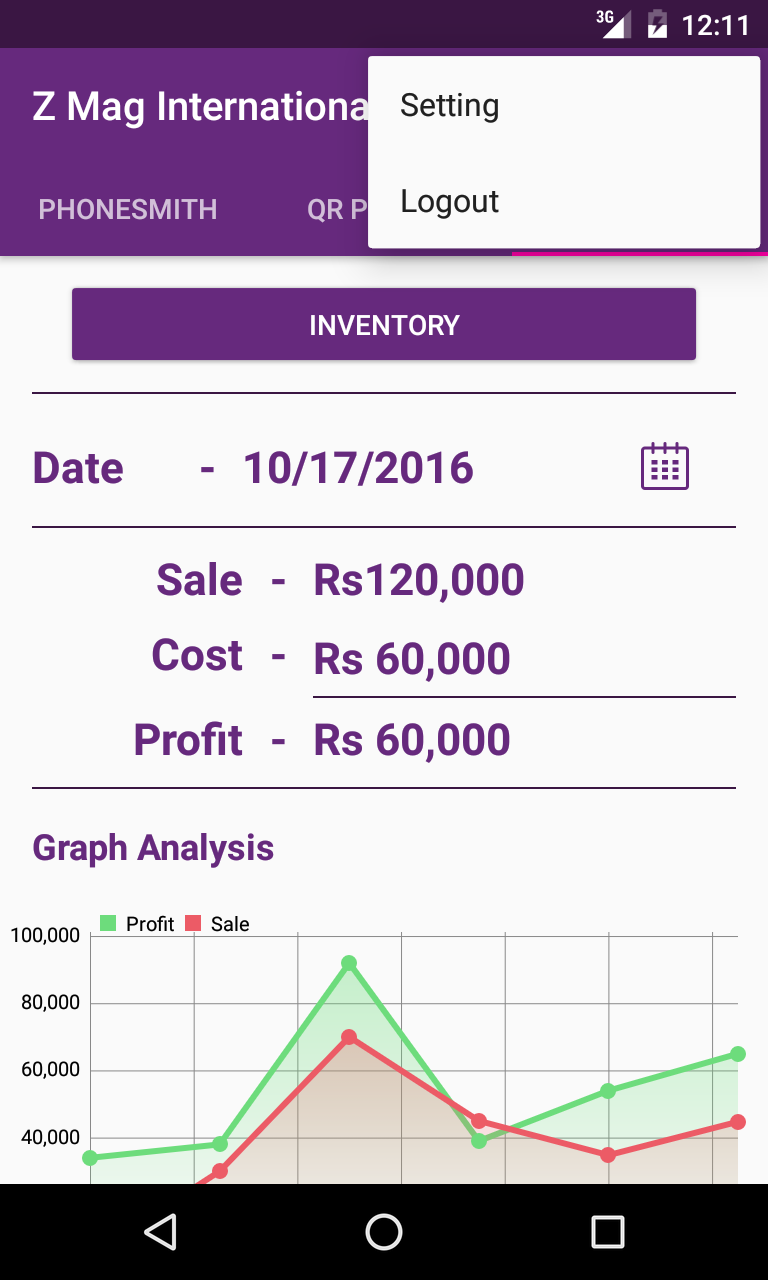 3G 12:11
Z Mag Internationa
Setting
Logout
PHONESMITH QR P
INVENTORY
Date - 10/17/2016
Sale - Rs120,000
Cost - Rs 60,000
Profit - Rs 60,000
Graph Analysis
Profit Sale
100,000
80,000
60,000
40,000